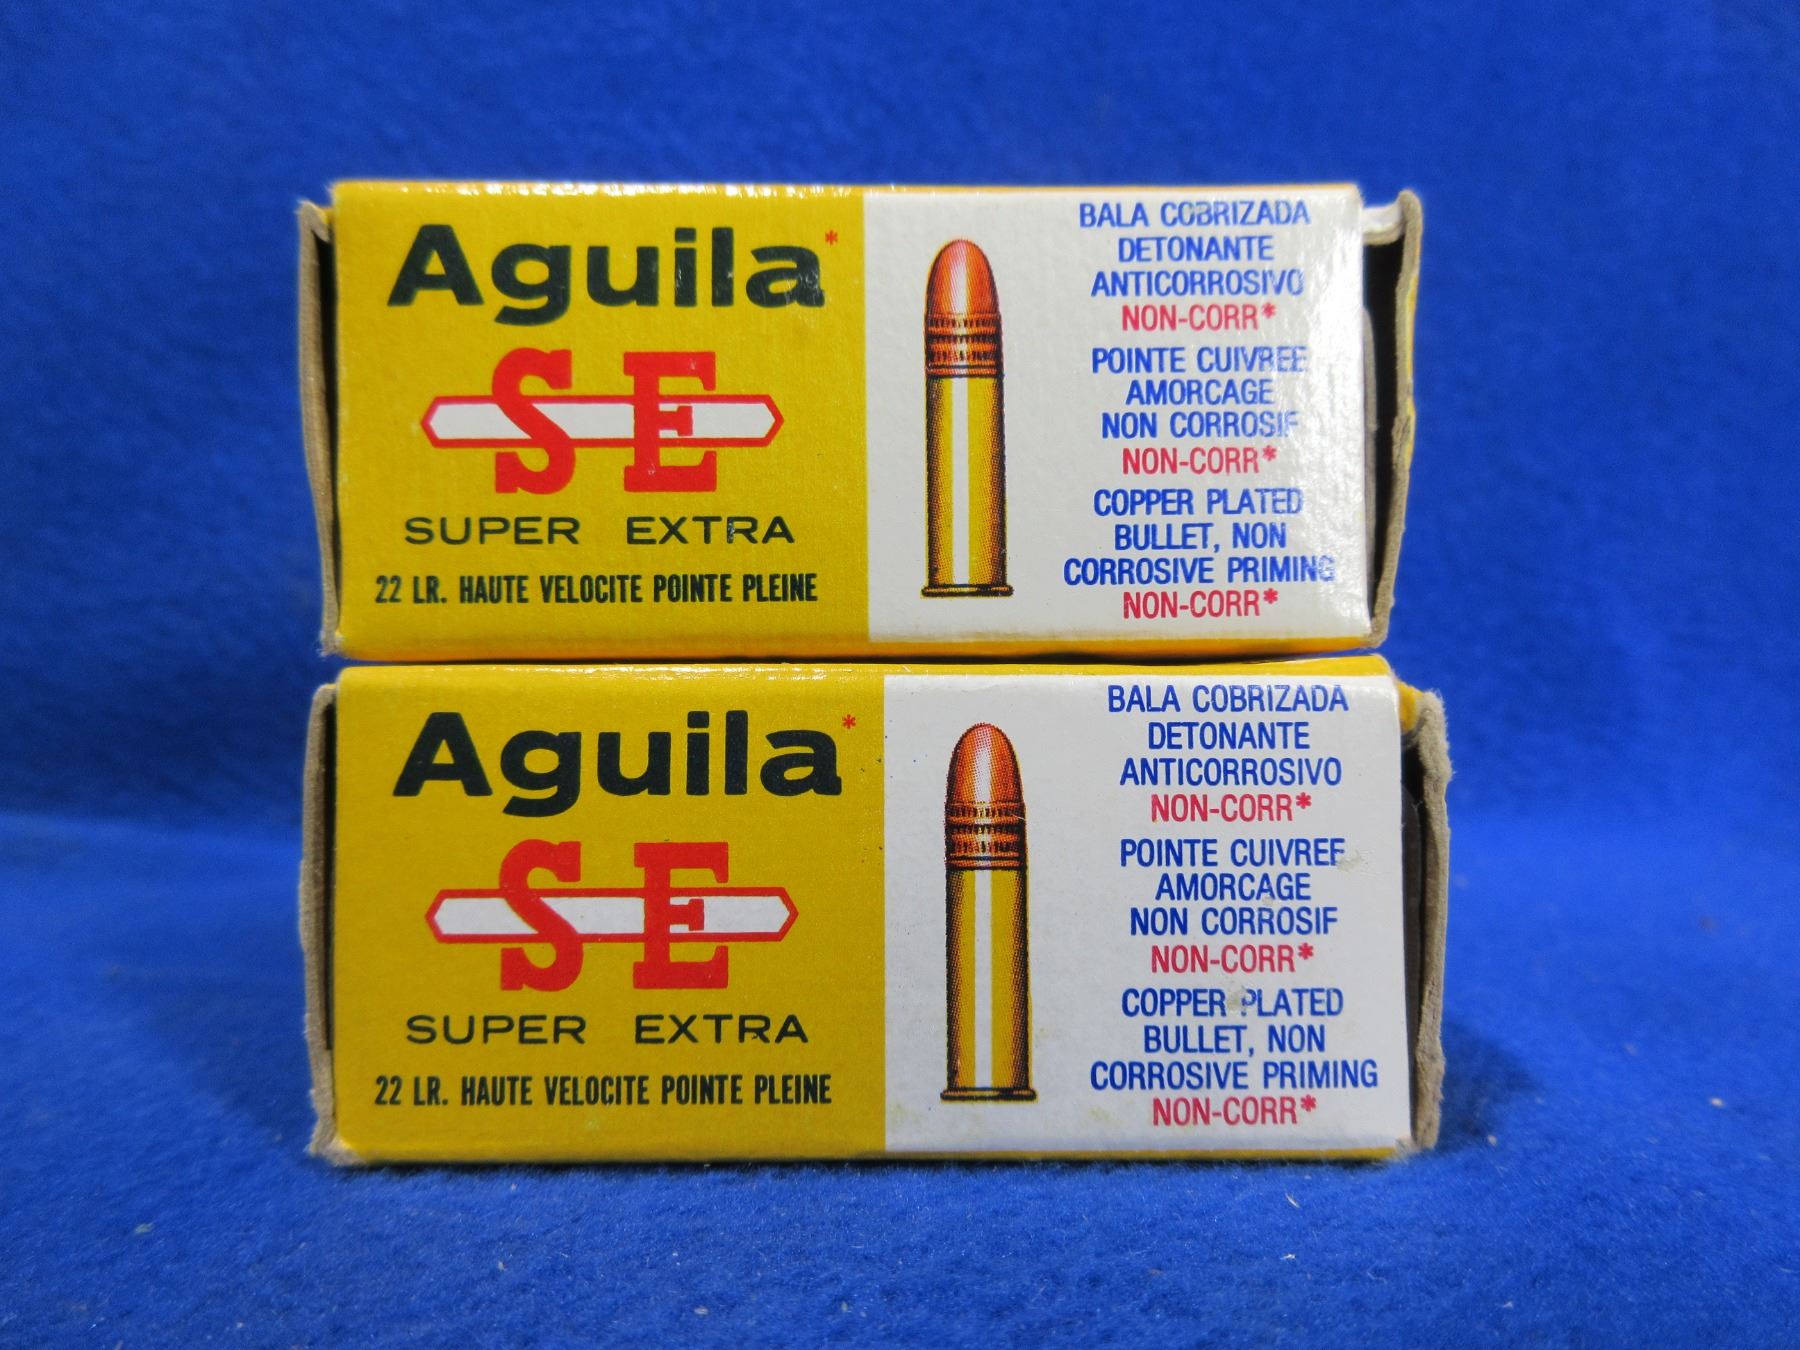 Aguila*
SE
SUPER EXTRA
22 LR. HAUTE VELOCITE POINTE PLEINE
BALA COBRIZADA
DETONANTE
ANTICORROSIVO
NON-CORR*
POINTE CUIVREE
AMORCAGE
NON CORROSIF
NON-CORR*
COPPER PLATED
BULLET, NON
CORROSIVE PRIMING
NON-CORR*
Aguila*
SE
SUPER EXTRA
22 LR. HAUTE VELOCITE POINTE PLEINE
BALA COBRIZADA
DETONANTE
ANTICORROSIVO
NON-CORR*
POINTE CUIVREE
AMORCAGE
NON CORROSIF
NON-CORR*
COPPER PLATED
BULLET, NON
CORROSIVE PRIMING
NON-CORR*